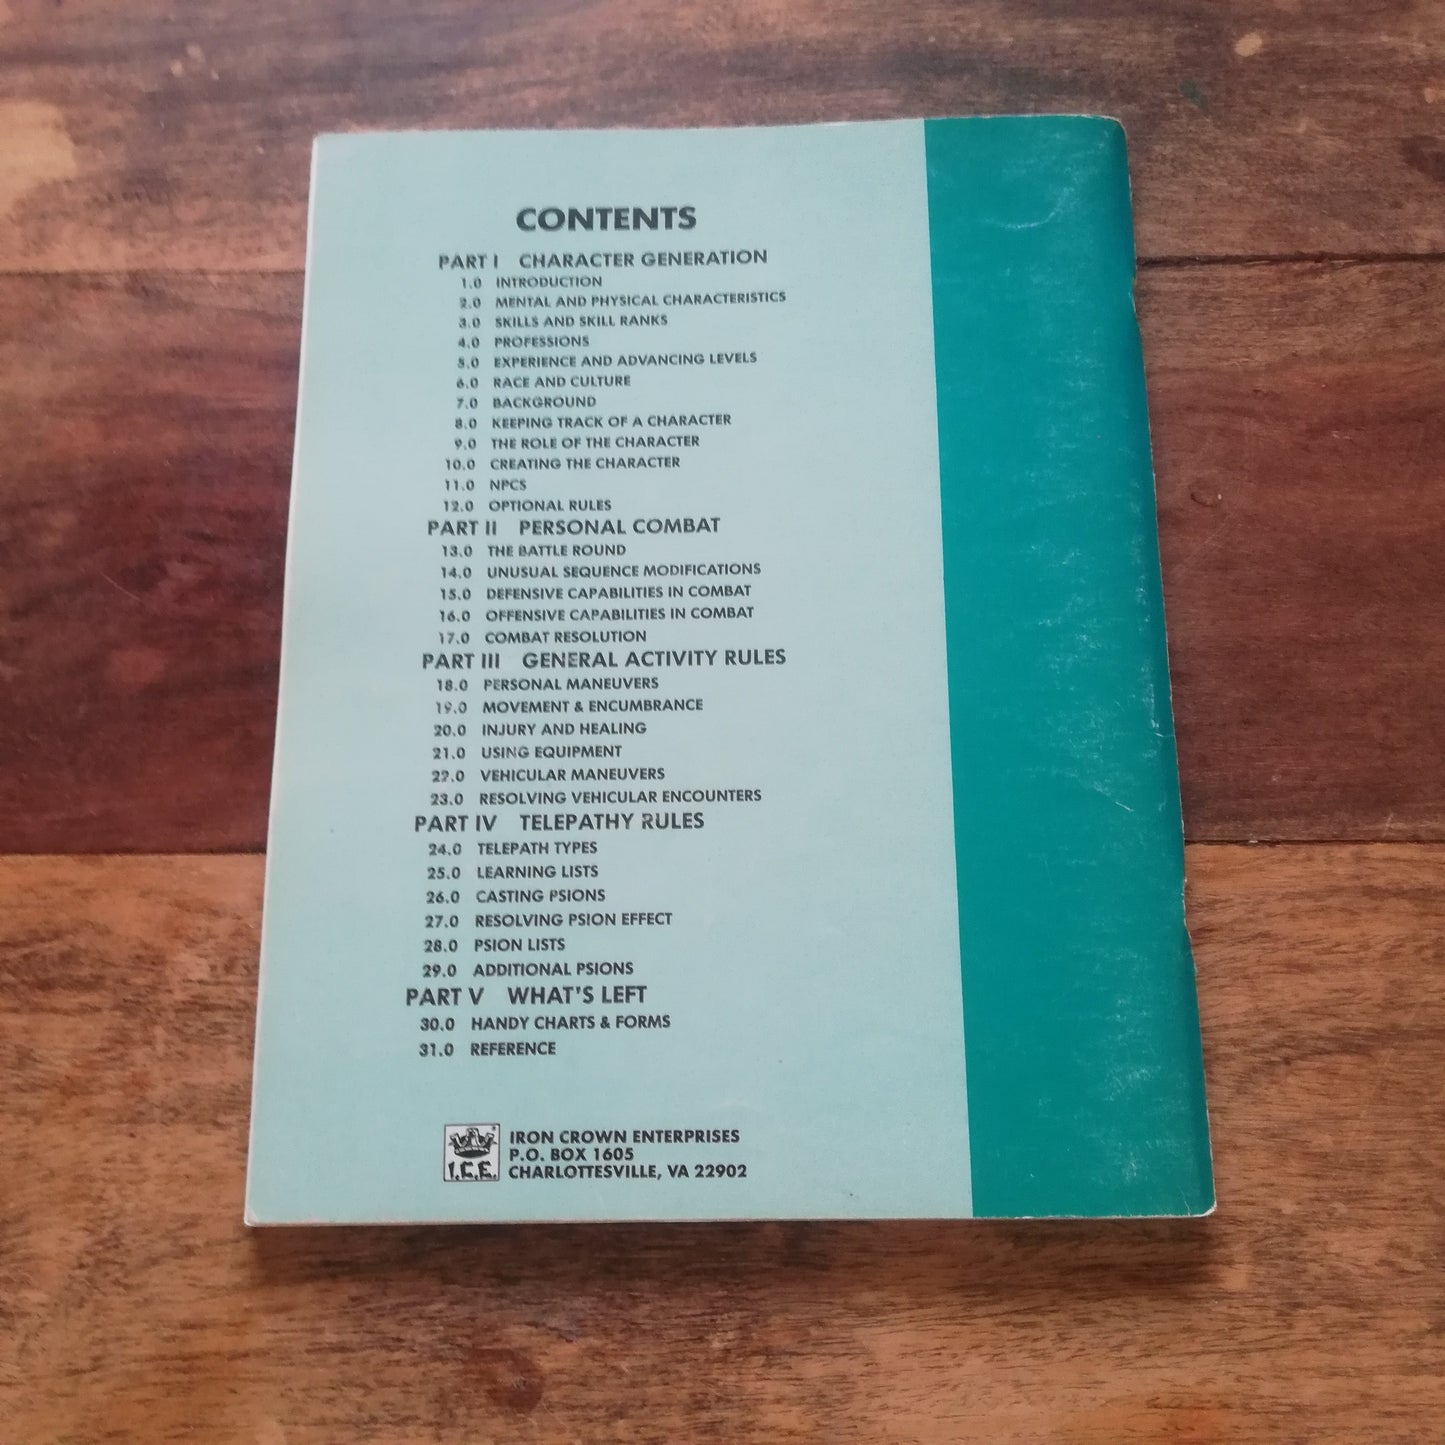 CONTENTS
PART I CHARACTER GENERATION
1.0 INTRODUCTION
2.0 MENTAL AND PHYSICAL CHARACTERISTICS
3.0 SKILLS AND SKILL RANKS
4.0 PROFESSIONS
5.0 EXPERIENCE AND ADVANCING LEVELS
6.0 RACE AND CULTURE
7.0 BACKGROUND
8.0 KEEPING TRACK OF A CHARACTER
9.0 THE ROLE OF THE CHARACTER
10.0 CREATING THE CHARACTER
11.0 NPCS
12.0 OPTIONAL RULES
PART II PERSONAL COMBAT
13.0 THE BATTLE ROUND
14.0 UNUSUAL SEQUENCE MODIFICATIONS
15.0 DEFENSIVE CAPABILITIES IN COMBAT
16.0 OFFENSIVE CAPABILITIES IN COMBAT
17.0 COMBAT RESOLUTION
PART III GENERAL ACTIVITY RULES
18.0 PERSONAL MANEUVERS
19.0 MOVEMENT & ENCUMBRANCE
20.0 INJURY AND HEALING
21.0 USING EQUIPMENT
22.0 VEHICULAR MANEUVERS
23.0 RESOLVING VEHICULAR ENCOUNTERS
PART IV TELEPATHY RULES
24.0 TELEPATH TYPES
25.0 LEARNING LISTS
26.0 CASTING PSIONS
27.0 RESOLVING PSION EFFECT
28.0 PSION LISTS
29.0 ADDITIONAL PSIONS
PART V WHAT'S LEFT
30.0 HANDY CHARTS & FORMS
31.0 REFERENCE
I.C.E.
IRON CROWN ENTERPRISES
P.O. BOX 1605
CHARLOTTESVILLE, VA 22902